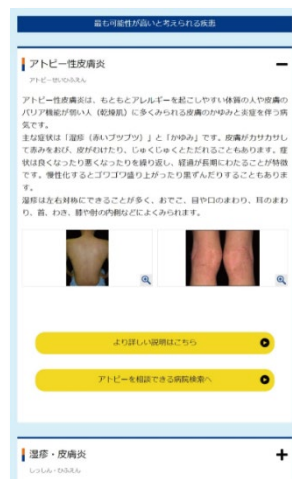 最も可能性が高いと考えられる疾患
アトピー性皮膚炎
アトピーせいひふえん
アトピー性皮膚炎は、もともとアレルギーを起こしやすい体質の人や皮膚の
バリア機能が弱い人（乾燥肌）に多くみられる皮膚のかゆみと炎症を伴う病
気です。
主な症状は「湿疹（赤いブツブツ）」と「かゆみ」です。皮膚がカサカサし
て赤みをおび、皮がむけたり、じゅくじゅくとただれることもあります。症
状は良くなったり悪くなったりを繰り返し、経過が長期にわたることが特徴
です。慢性化するとゴワゴワ盛り上がったり黒ずんだりすることもありま
す。
湿疹は左右対称にできることが多く、おでこ、目や口のまわり、耳のまわ
り、首、わき、肘や膝の内側などによくみられます。
より詳しい説明はこちら
アトピーを相談できる病院検索へ
湿疹・皮膚炎
しっしん・ひふえん